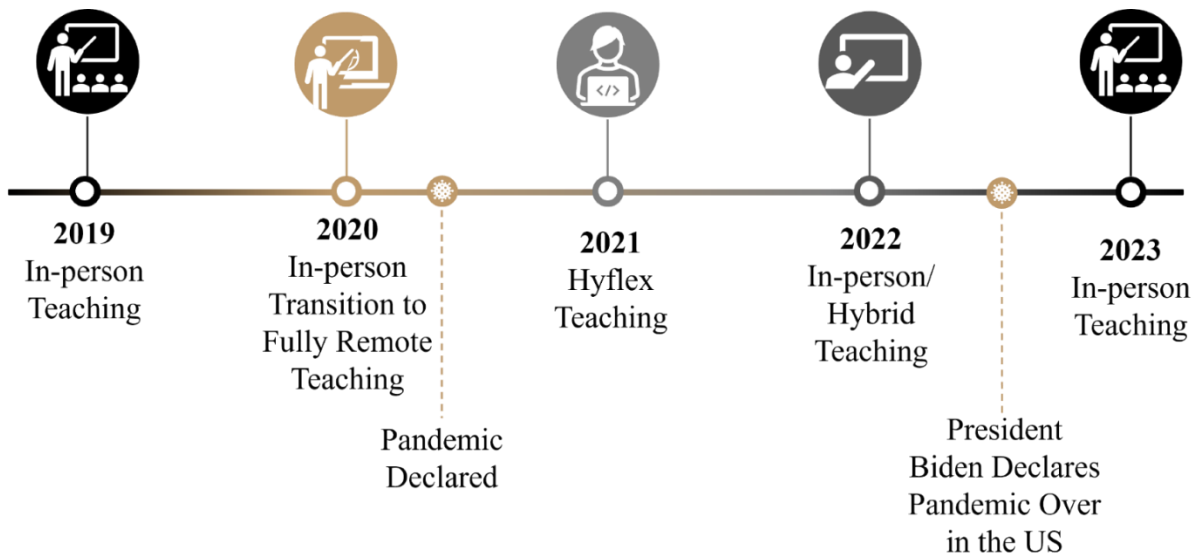 </>
2019
In-person
Teaching
2020
In-person
Transition to
Fully Remote
Teaching
Pandemic
Declared
2021
Hyflex
Teaching
2022
In-person/
Hybrid
Teaching
President
Biden Declares
Pandemic Over
in the US
2023
In-person
Teaching